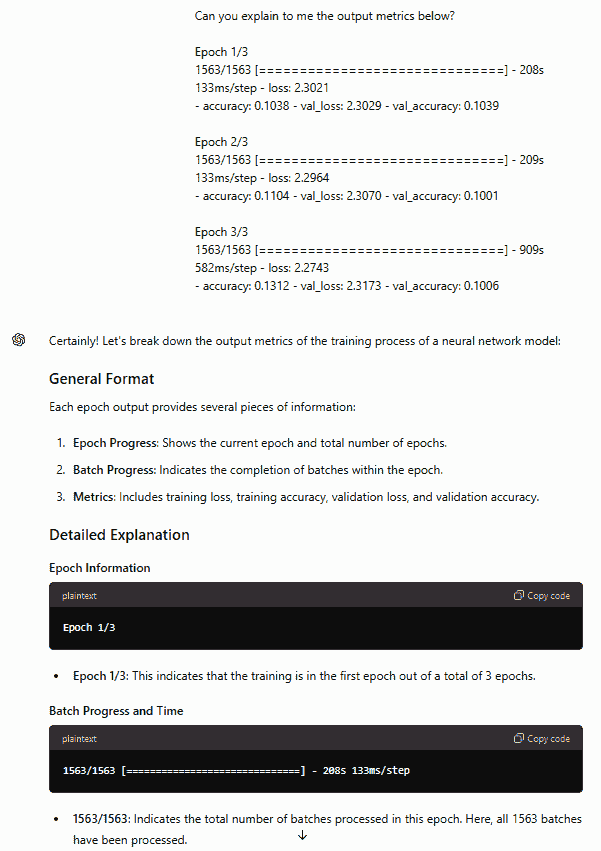 Can you explain to me the output metrics below?
Epoch 1/3
1563/1563 [==============================] - 208s
133ms/step - loss: 2.3021
- accuracy: 0.1038 - val_loss: 2.3029 - val_accuracy: 0.1039
Epoch 2/3
1563/1563 [==============================] - 209s
133ms/step - loss: 2.2964
- accuracy: 0.1104 - val_loss: 2.3070 - val_accuracy: 0.1001
Epoch 3/3
1563/1563 [==============================] - 909s
582ms/step - loss: 2.2743
- accuracy: 0.1312 - val_loss: 2.3173 - val_accuracy: 0.1006
Certainly! Let's break down the output metrics of the training process of a neural network model:
General Format
Each epoch output provides several pieces of information:
1. Epoch Progress: Shows the current epoch and total number of epochs.
2. Batch Progress: Indicates the completion of batches within the epoch.
3. Metrics: Includes training loss, training accuracy, validation loss, and validation accuracy.
Detailed Explanation
Epoch Information
plaintext Copy code
Epoch 1/3
• Epoch 1/3: This indicates that the training is in the first epoch out of a total of 3 epochs.
Batch Progress and Time
plaintext Copy code
1563/1563 [==============================] - 208s 133ms/step
• 1563/1563: Indicates the total number of batches processed in this epoch. Here, all 1563 batches
have been processed.